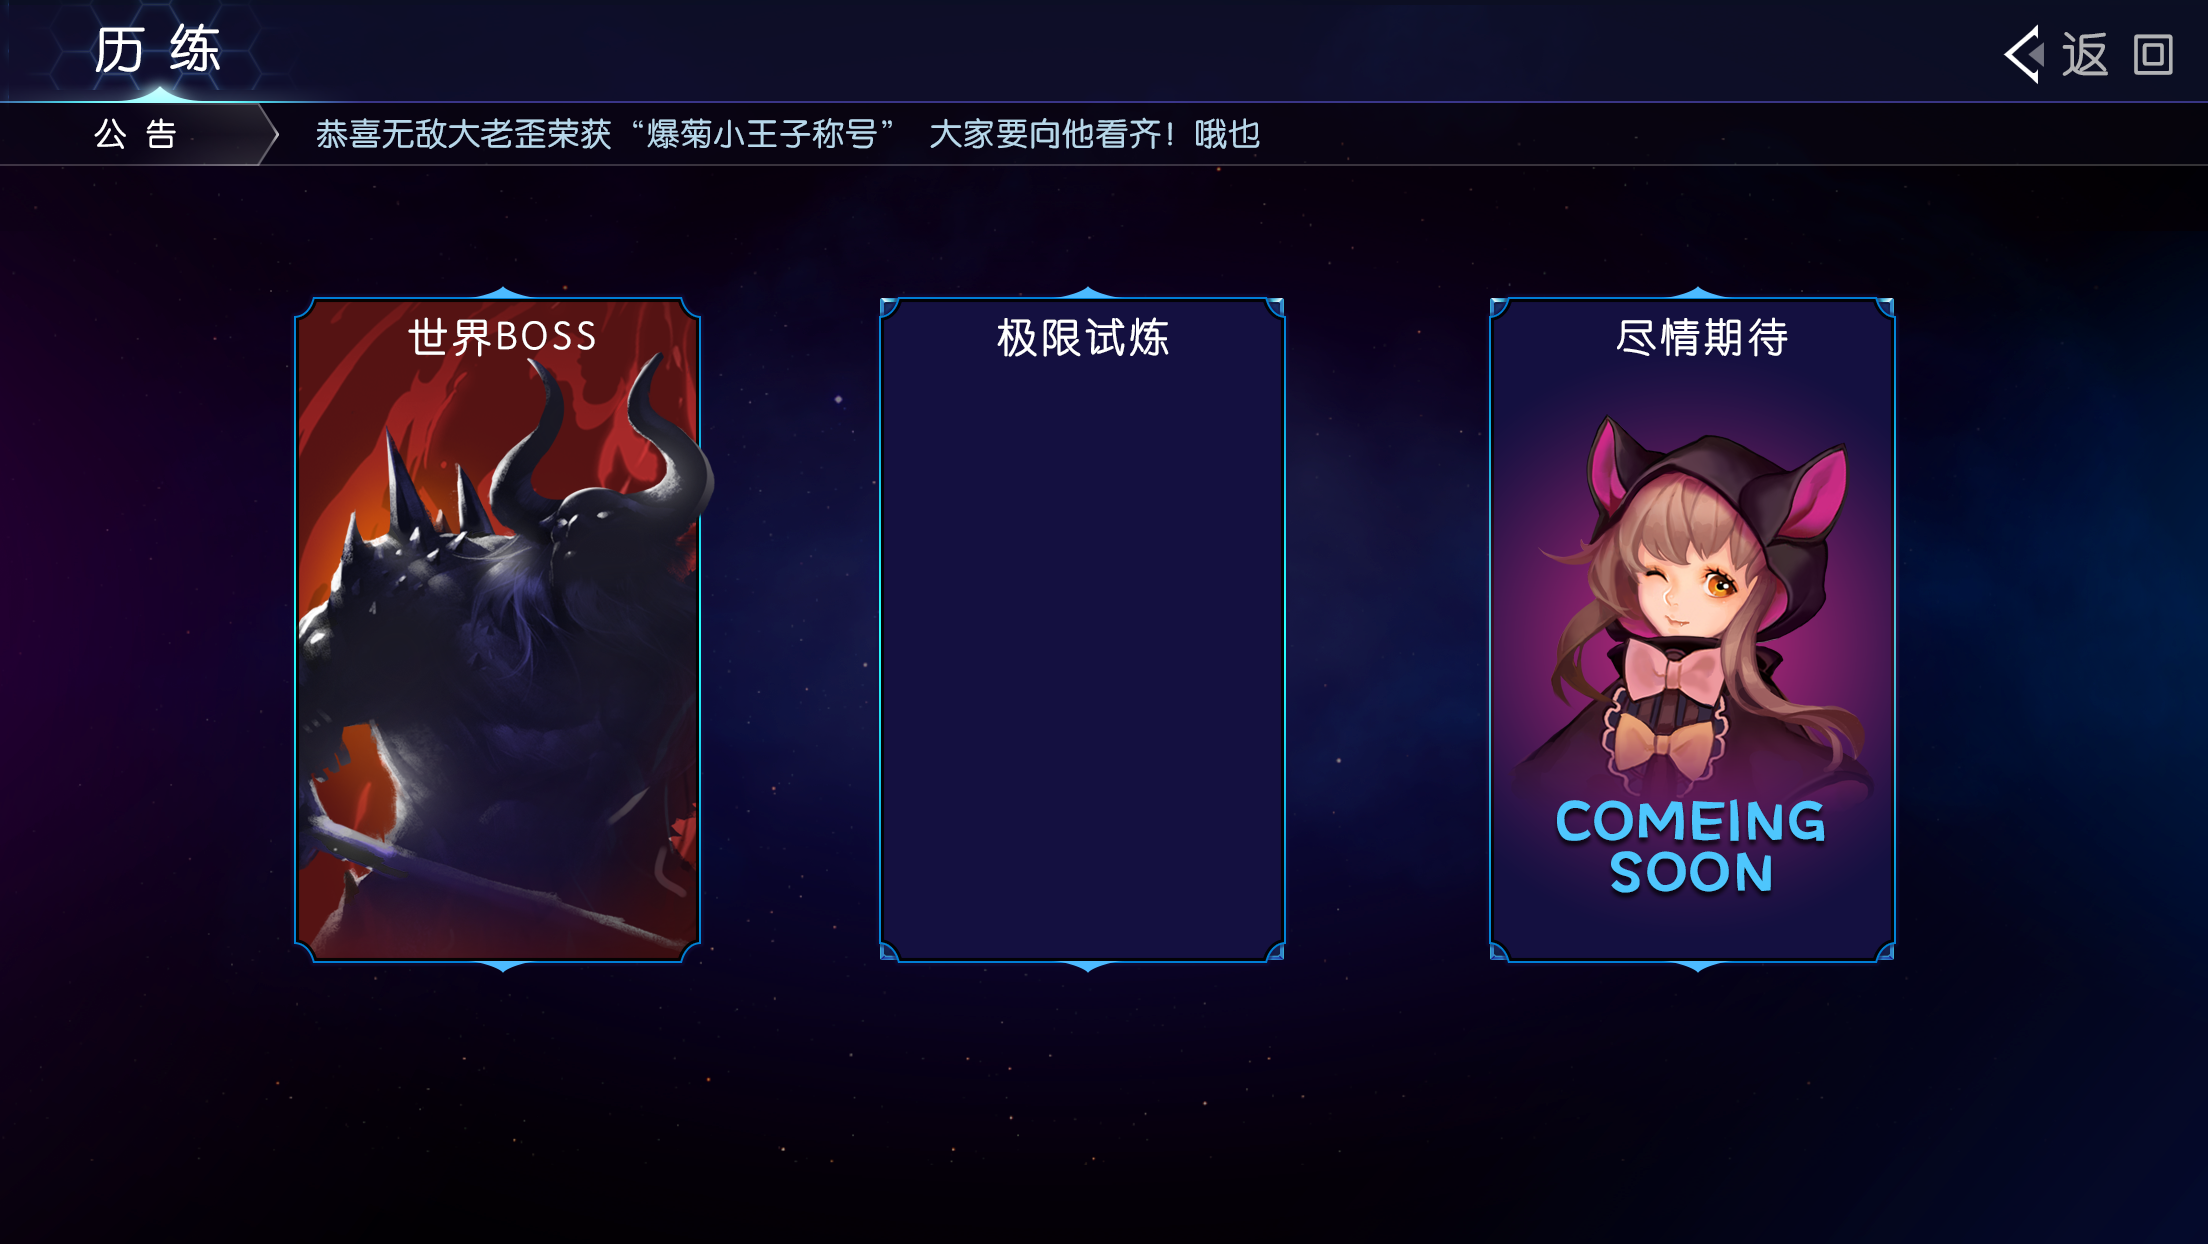 历 练
返 回
公 告
恭喜无敌大老歪荣获“爆菊小王子称号” 大家要向他看齐！哦也
世界BOSS
极限试炼
尽情期待
COMEING
SOON